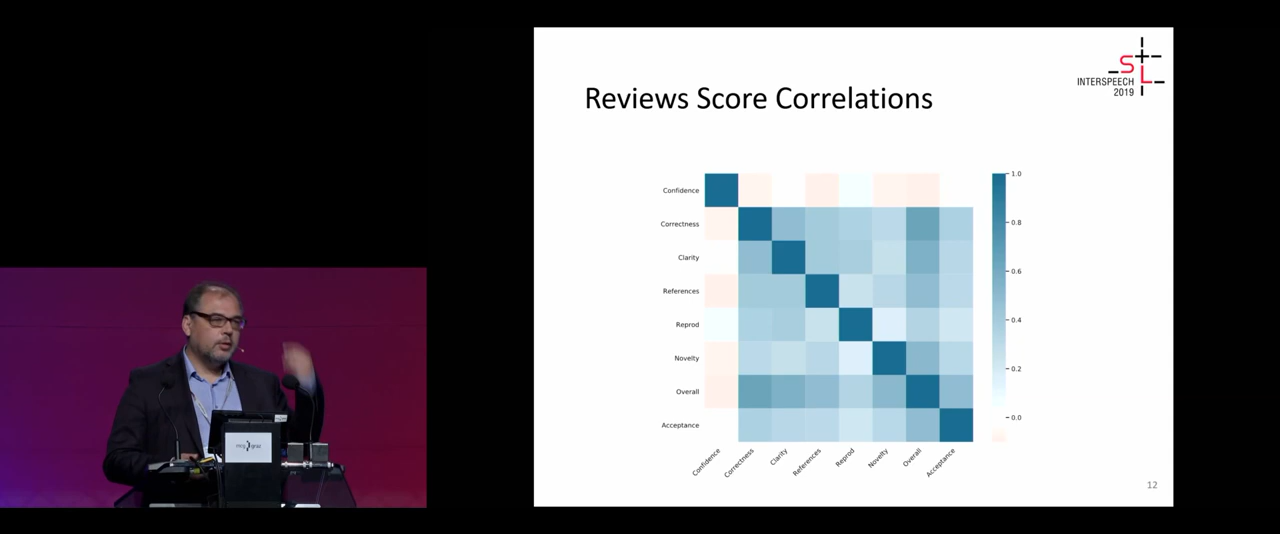 INTERSPEECH
2019
Reviews Score Correlations
Confidence
Correctness
Clarity
References
Reprod
Novelty
Overall
Acceptance
Confidence
Correctness
Clarity
References
Reprod
Novelty
Overall
Acceptance
1.0
0.8
0.6
0.4
0.2
0.0
12